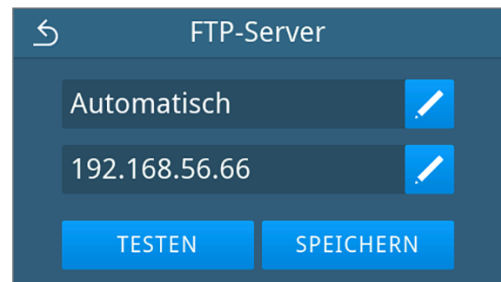 FTP-Server
Automatisch
192.168.56.66
TESTEN SPEICHERN